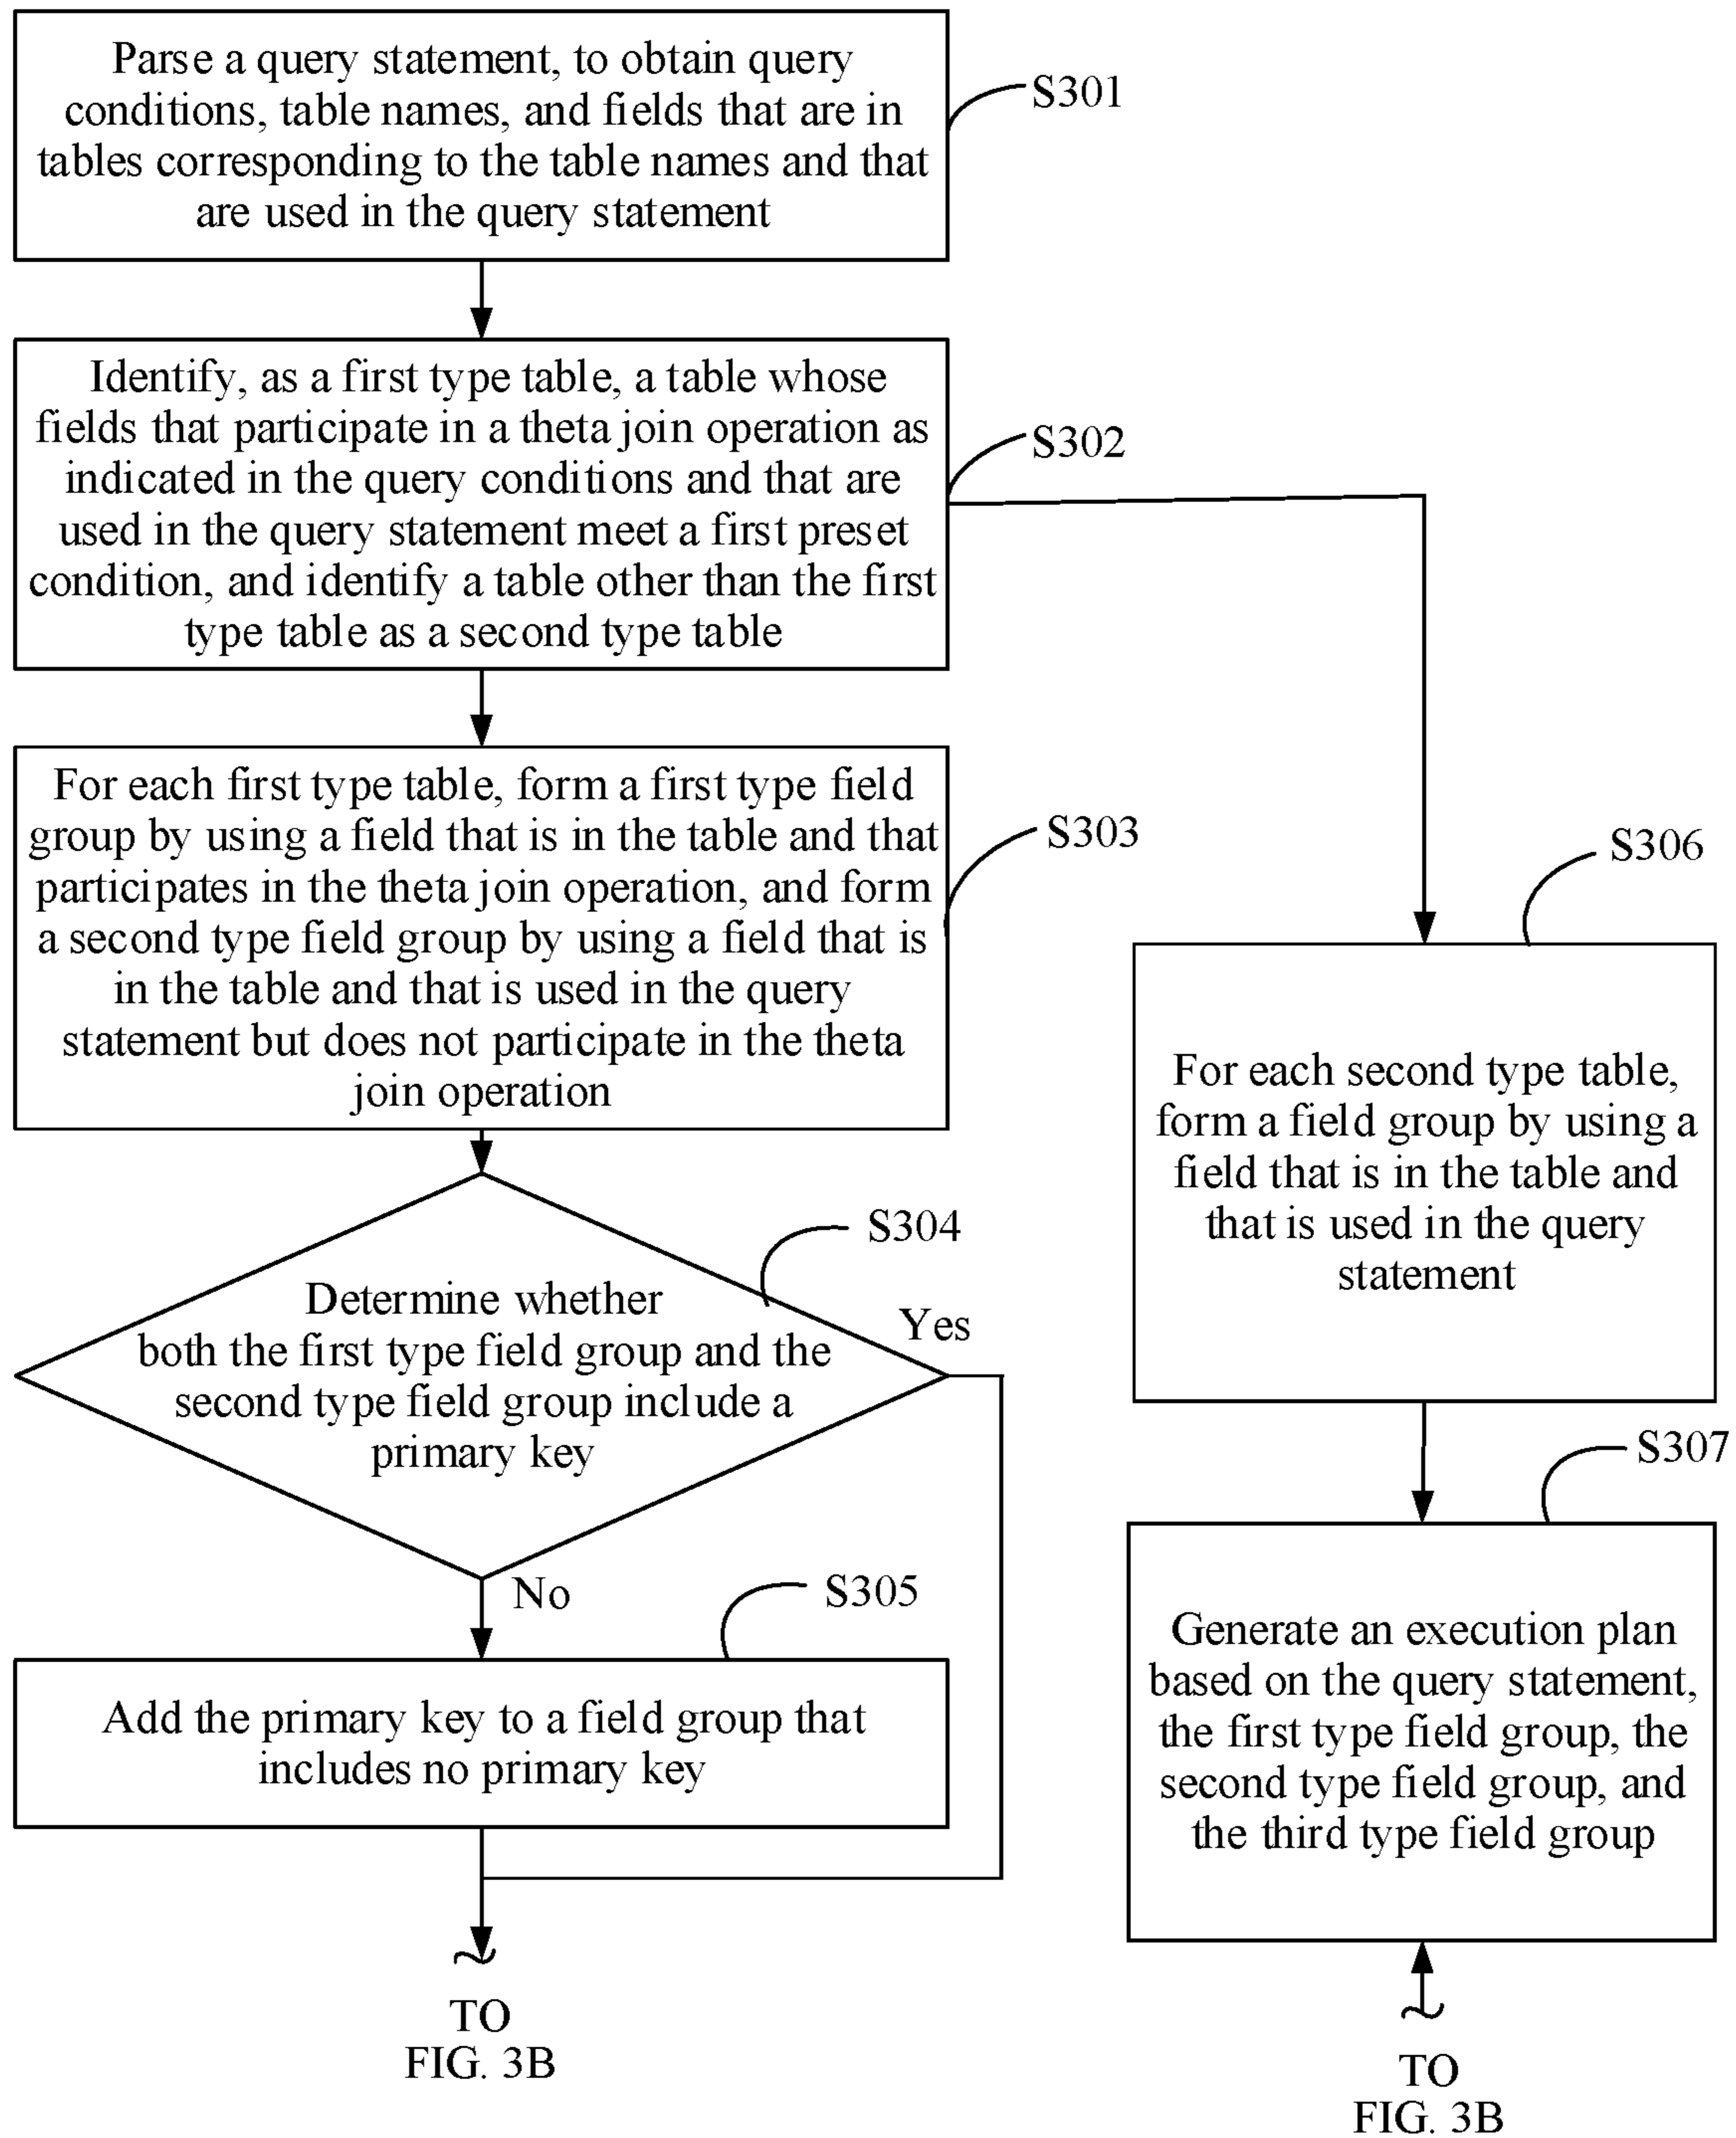 Parse a query statement, to obtain query
conditions, table names, and fields that are in
tables corresponding to the table names and that
are used in the query statement
S301
Identify, as a first type table, a table whose
fields that participate in a theta join operation as
indicated in the query conditions and that are
used in the query statement meet a first preset
condition, and identify a table other than the first
type table as a second type table
S302
For each first type table, form a first type field
group by using a field that is in the table and that
participates in the theta join operation, and form
a second type field group by using a field that is
in the table and that is used in the query
statement but does not participate in the theta
join operation
S303
Determine whether
both the first type field group and the
second type field group include a
primary key
S304
Yes
No
Add the primary key to a field group that
includes no primary key
S305
TO
FIG. 3B
For each second type table,
form a field group by using a
field that is in the table and
that is used in the query
statement
S306
Generate an execution plan
based on the query statement,
the first type field group, the
second type field group, and
the third type field group
S307
TO
FIG. 3B